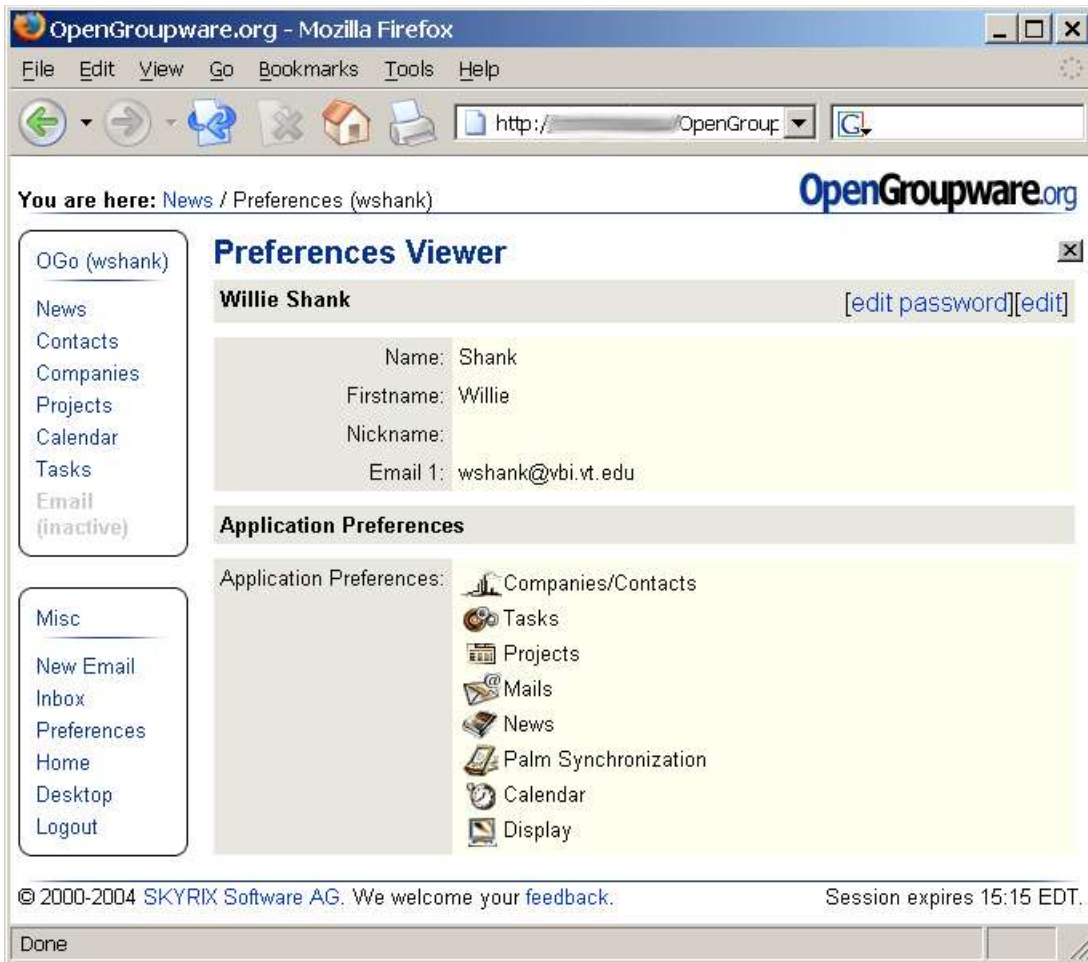 OpenGroupware.org - Mozilla Firefox
File Edit View Go Bookmarks Tools Help
http:// /OpenGroup
G
You are here: News / Preferences (wshank)
OpenGroupware.org
OGo (wshank)
News
Contacts
Companies
Projects
Calendar
Tasks
Email
(inactive)
Misc
New Email
Inbox
Preferences
Home
Desktop
Logout
Preferences Viewer
Willie Shank [edit password][edit]
Name: Shank
Firstname: Willie
Nickname:
Email 1: wshank@vbi.vt.edu
Application Preferences
Application Preferences: Companies/Contacts
Tasks
Projects
Mails
News
Palm Synchronization
Calendar
Display
© 2000-2004 SKYRIX Software AG. We welcome your feedback. Session expires 15:15 EDT.
Done